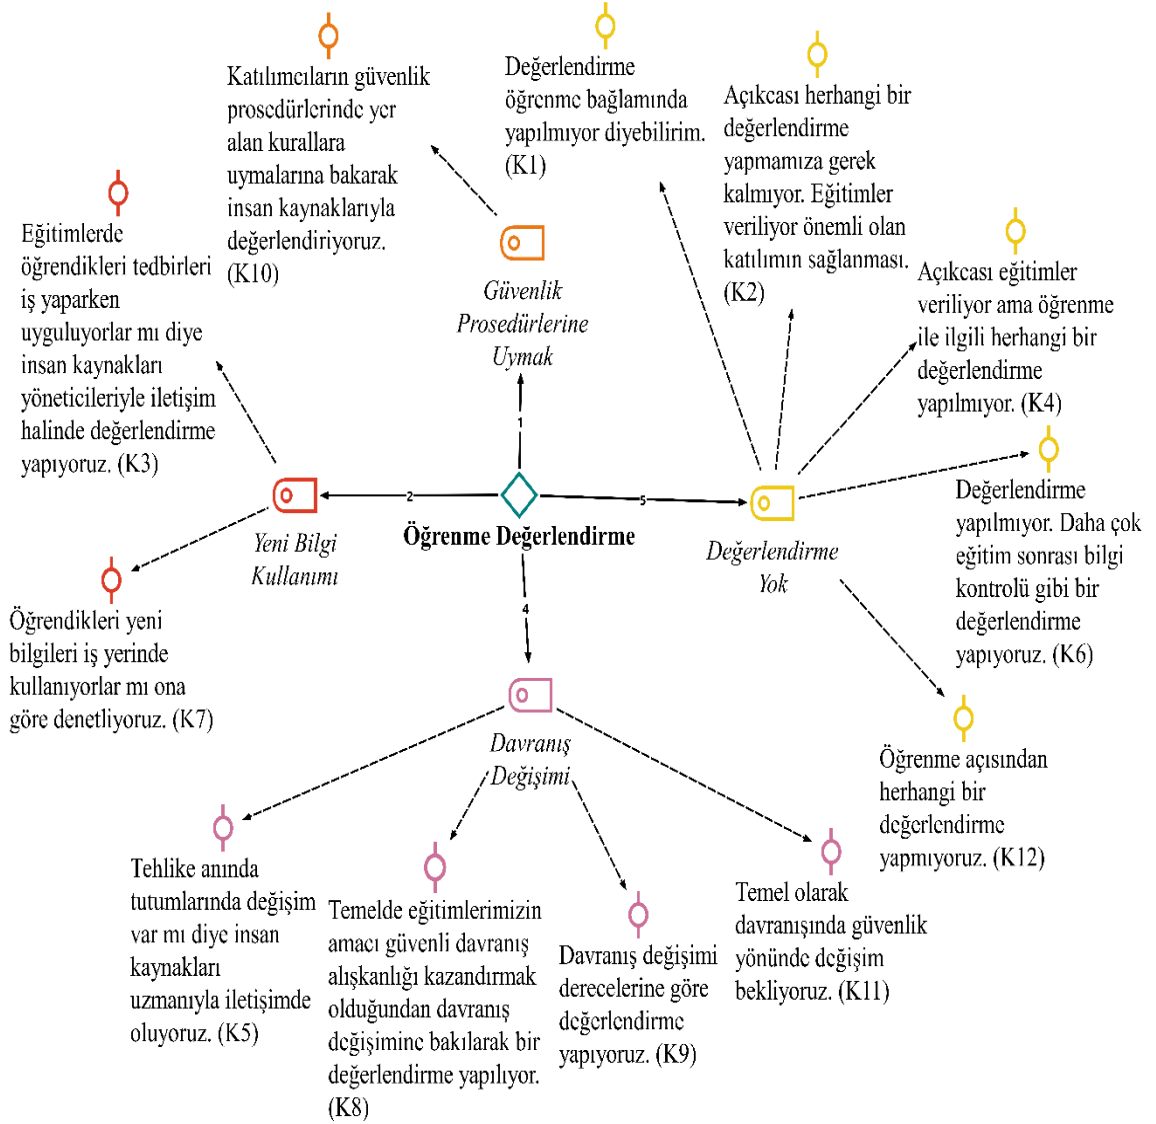 Katılımcıların güvenlik
prosedürlerinde yer
alan kurallara
uymalarına bakarak
insan kaynaklarıyla
değerlendiriyoruz.
(K10)
Değerlendirme
öğrenme bağlamında
yapılmıyor diyebilirim.
(K1)
Açıkcası herhangi bir
değerlendirme
yapmamıza gerek
kalmıyor. Eğitimler
veriliyor önemli olan
katılımın sağlanması.
(K2)
Eğitimlerde
öğrendikleri tedbirleri
iş yaparken
uyguluyorlar mı diye
insan kaynakları
yöneticileriyle iletişim
halinde değerlendirme
yapıyoruz. (K3)
Güvenlik
Prosedürlerine
Uymak
Açıkcası eğitimler
veriliyor ama öğrenme
ile ilgili herhangi bir
değerlendirme
yapılmıyor. (K4)
1
2
5
4
Öğrenme Değerlendirme
Yeni Bilgi
Kullanımı
Değerlendirme
Yok
Değerlendirme
yapılmıyor. Daha çok
eğitim sonrası bilgi
kontrolü gibi bir
değerlendirme
yapıyoruz. (K6)
Öğrendikleri yeni
bilgileri iş yerinde
kullanıyorlar mı ona
göre denetliyoruz. (K7)
Davranış
Değişimi
Öğrenme açısından
herhangi bir
değerlendirme
yapmıyoruz. (K12)
Tehlike anında
tutumlarında değişim
var mı diye insan
kaynakları
uzmanıyla iletişimde
oluyoruz. (K5)
Temelde eğitimlerimizin
amacı güvenli davranış
alışkanlığı kazandırmak
olduğundan davranış
değişimine bakılarak bir
değerlendirme yapılıyor.
(K8)
Davranış değişimi
derecelerine göre
değerlendirme
yapıyoruz. (K9)
Temel olarak
davranışında güvenlik
yönünde değişim
bekliyoruz. (K11)